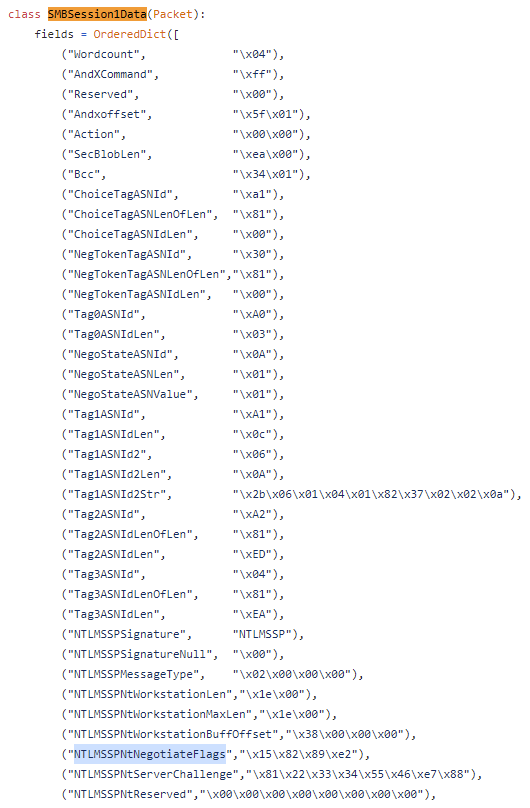 class SMBSession1Data(Packet):
    fields = OrderedDict([
        ("Wordcount",             "\x04"),
        ("AndXCommand",           "\xff"),
        ("Reserved",              "\x00"),
        ("Andxoffset",            "\x5f\x01"),
        ("Action",                "\x00\x00"),
        ("SecBlobLen",            "\xea\x00"),
        ("Bcc",                   "\x34\x01"),
        ("ChoiceTagASNId",        "\xa1"),
        ("ChoiceTagASNLenOfLen",  "\x81"),
        ("ChoiceTagASNIdLen",     "\x00"),
        ("NegTokenTagASNId",      "\x30"),
        ("NegTokenTagASNLenOfLen","\x81"),
        ("NegTokenTagASNIdLen",   "\x00"),
        ("Tag0ASNId",             "\xA0"),
        ("Tag0ASNIdLen",          "\x03"),
        ("NegoStateASNId",        "\x0A"),
        ("NegoStateASNLen",       "\x01"),
        ("NegoStateASNValue",     "\x01"),
        ("Tag1ASNId",             "\xA1"),
        ("Tag1ASNIdLen",          "\x0c"),
        ("Tag1ASNId2",            "\x06"),
        ("Tag1ASNId2Len",         "\x0A"),
        ("Tag1ASNId2Str",         "\x2b\x06\x01\x04\x01\x82\x37\x02\x02\x0a"),
        ("Tag2ASNId",             "\xA2"),
        ("Tag2ASNIdLenOfLen",     "\x81"),
        ("Tag2ASNIdLen",          "\xED"),
        ("Tag3ASNId",             "\x04"),
        ("Tag3ASNIdLenOfLen",     "\x81"),
        ("Tag3ASNIdLen",          "\xEA"),
        ("NTLMSSPSignature",      "NTLMSSP"),
        ("NTLMSSPSignatureNull",  "\x00"),
        ("NTLMSSPMessageType",    "\x02\x00\x00\x00"),
        ("NTLMSSPNtWorkstationLen","\x1e\x00"),
        ("NTLMSSPNtWorkstationMaxLen","\x1e\x00"),
        ("NTLMSSPNtWorkstationBuffOffset","\x38\x00\x00\x00"),
        ("NTLMSSPNtNegotiateFlags","\x15\x82\x89\xe2"),
        ("NTLMSSPNtServerChallenge","\x81\x22\x33\x34\x55\x46\xe7\x88"),
        ("NTLMSSPNtReserved","\x00\x00\x00\x00\x00\x00\x00\x00"),